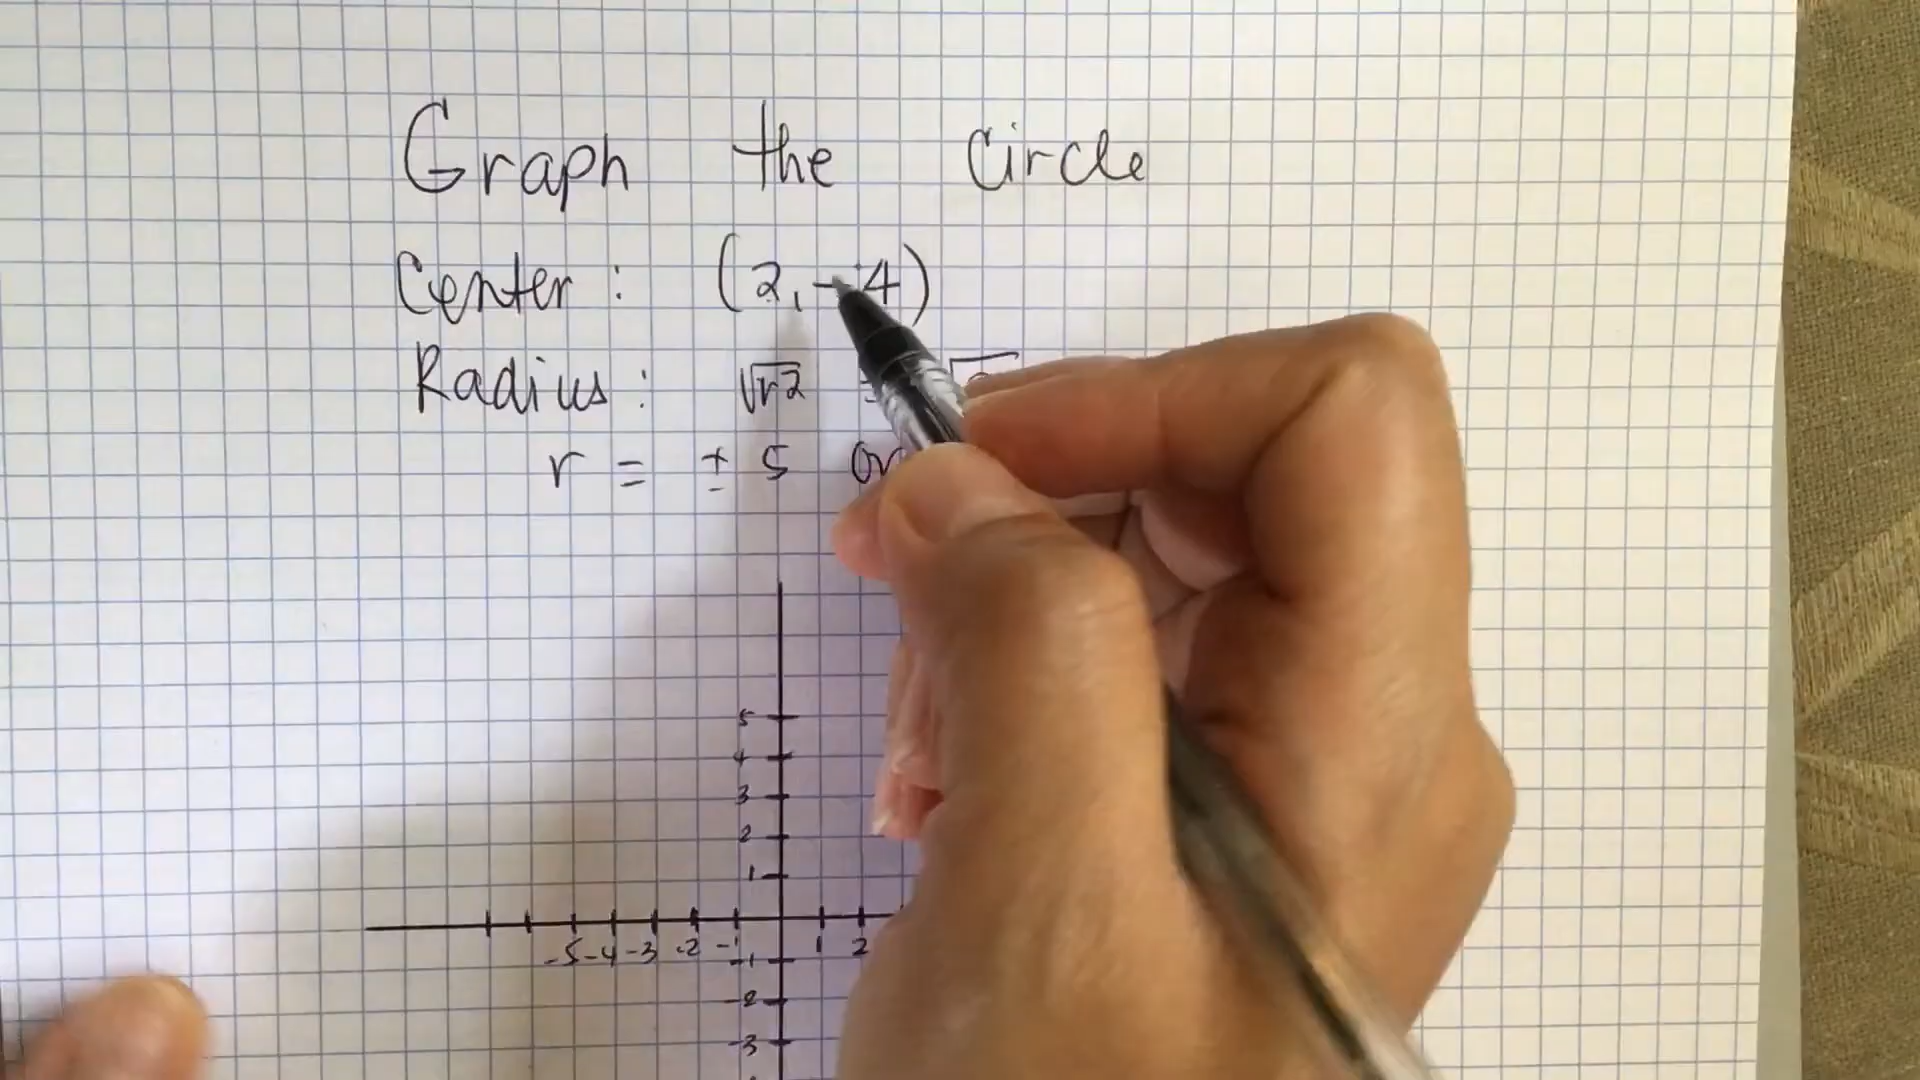 Graph the Circle
Center: (2, -4)
Radius: √r2 = √
r = ± 5 or
5
4
3
2
1
-5 -4 -3 -2 -1 1 2
-1
-2
-3